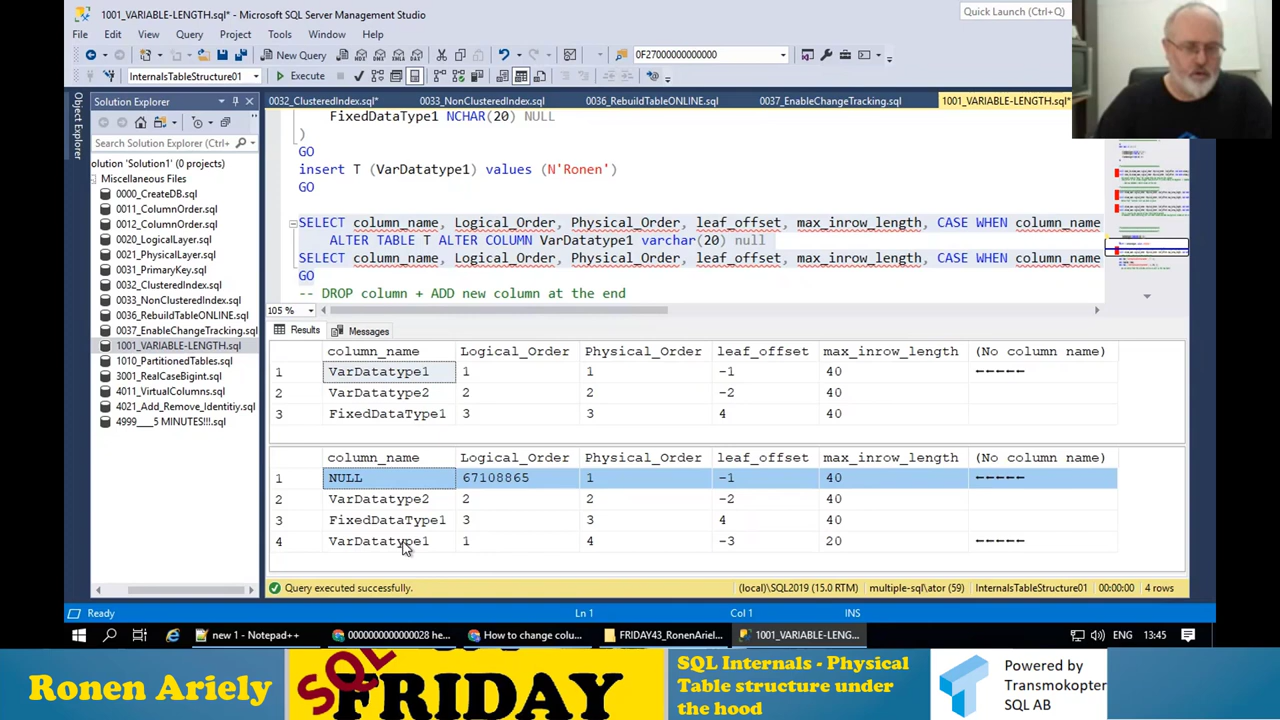 1001_VARIABLE-LENGTH.sql* - Microsoft SQL Server Management Studio
Quick Launch (Ctrl+Q)
File Edit View Query Project Tools Window Help
New Query
0F27000000000000
InternalsTableStructure01
Execute
Object Explorer
Solution Explorer
0032_ClusteredIndex.sql* 0033_NonClusteredIndex.sql 0036_RebuildTableONLINE.sql 0037_EnableChangeTracking.sql 1001_VARIABLE-LENGTH.sql*
Search Solution Explorer (Ctrl+
olution 'Solution1' (0 projects)
Miscellaneous Files
0000_CreateDB.sql
0011_ColumnOrder.sql
0012_ColumnOrder.sql
0020_LogicalLayer.sql
0021_PhysicalLayer.sql
0031_PrimaryKey.sql
0032_ClusteredIndex.sql
0033_NonClusteredIndex.sql
0036_RebuildTableONLINE.sql
0037_EnableChangeTracking.sql
1001_VARIABLE-LENGTH.sql
1010_PartitionedTables.sql
3001_RealCaseBigint.sql
4011_VirtualColumns.sql
4021_Add_Remove_Identitiy.sql
4999___5 MINUTES!!!.sql
FixedDataType1 NCHAR(20) NULL
)
GO
insert T (VarDatatype1) values (N'Ronen')
GO
SELECT column_name, Logical_Order, Physical_Order, leaf_offset, max_inrow_length, CASE WHEN column_name
ALTER TABLE T ALTER COLUMN VarDatatype1 varchar(20) null
SELECT column_name, Logical_Order, Physical_Order, leaf_offset, max_inrow_length, CASE WHEN column_name
GO
-- DROP column + ADD new column at the end
105 %
Results Messages
column_name Logical_Order Physical_Order leaf_offset max_inrow_length (No column name)
1 VarDatatype1 1 1 -1 40 ←←←←←
2 VarDatatype2 2 2 -2 40
3 FixedDataType1 3 3 4 40
column_name Logical_Order Physical_Order leaf_offset max_inrow_length (No column name)
1 NULL 67108865 1 -1 40 ←←←←←
2 VarDatatype2 2 2 -2 40
3 FixedDataType1 3 3 4 40
4 VarDatatype1 1 4 -3 20 ←←←←←
Query executed successfully. (local)\SQL2019 (15.0 RTM) multiple-sql\ator (59) InternalsTableStructure01 00:00:00 4 rows
Ready Ln 1 Col 1 INS
new 1 - Notepad++ 0000000000000028 he... How to change colu... FRIDAY43_RonenAriel... 1001_VARIABLE-LENG... ENG 13:45
Ronen Ariely
SQL FRIDAY
SQL Internals - Physical
Table structure under
the hood
Powered by
Transmokopter
SQL AB